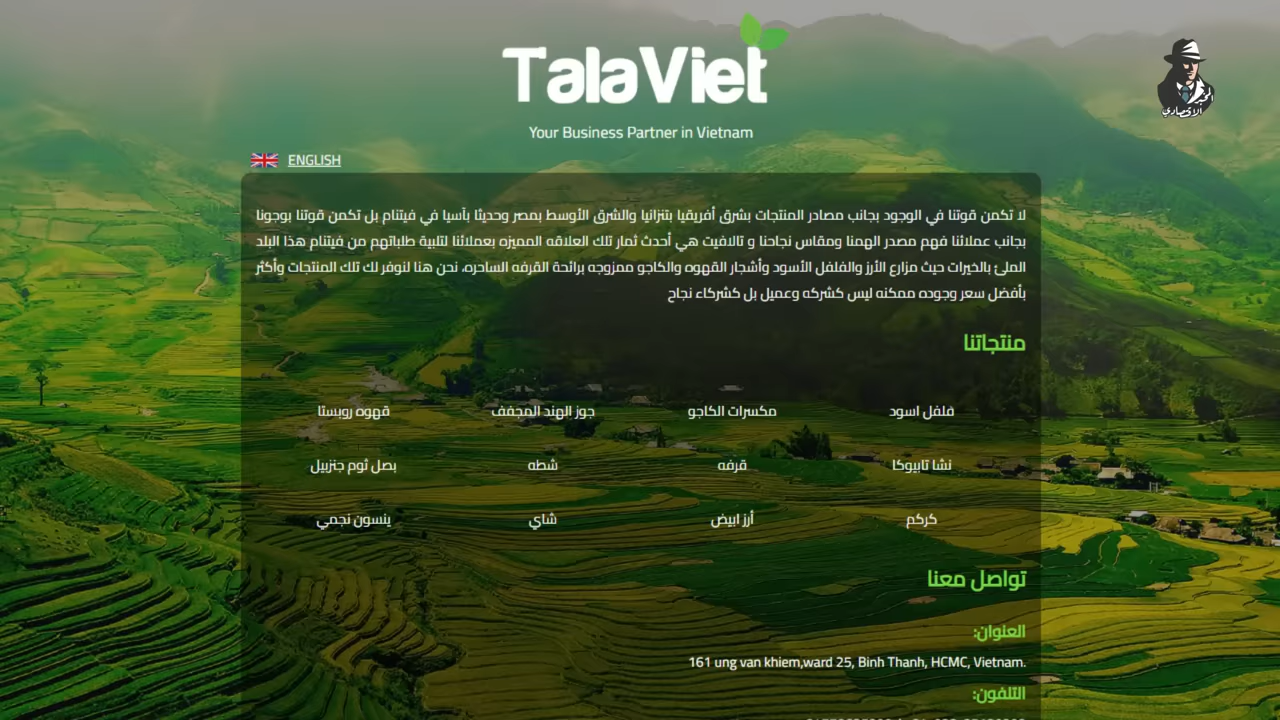 TalaViet
المخبر
الاقتصادي
Your Business Partner in Vietnam
ENGLISH
لا تكمن قوتنا في الوجود بجانب مصادر المنتجات بشرق أفريقيا بتنزانيا والشرق الأوسط بمصر وحديثا بآسيا في فيتنام بل تكمن قوتنا بوجونا
بجانب عملائنا فهم مصدر الهمنا ومقاس نجاحنا و تالافيت هي أحدث ثمار تلك العلاقه المميزه بعملائنا لتلبية طلباتهم من فيتنام هذا البلد
الملئ بالخيرات حيث مزارع الأرز والفلفل الأسود وأشجار القهوه والكاجو ممزوجه برائحة القرفه الساحره. نحن هنا لنوفر لك تلك المنتجات وأكثر
بأفضل سعر وجوده ممكنه ليس كشركه وعميل بل كشركاء نجاح
منتجاتنا
فلفل اسود مكسرات الكاجو جوز الهند المجفف قهوه روبستا
نشا تابيوكا قرفه شطه بصل ثوم جنزبيل
كركم أرز ابيض شاي ينسون نجمي
تواصل معنا
العنوان:
161 ung van khiem,ward 25, Binh Thanh, HCMC, Vietnam.
التلفون: